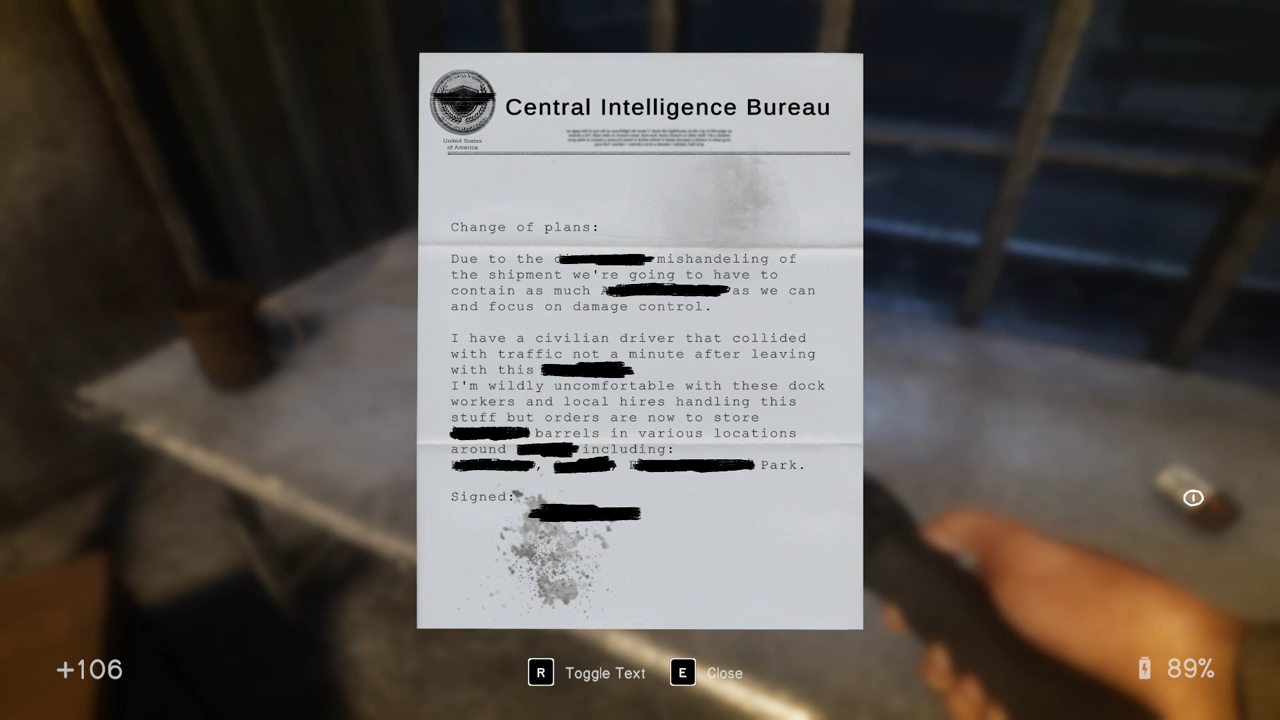 Central Intelligence Bureau
United States
of America
Change of plans:
Due to the mishandeling of
the shipment we're going to have to
contain as much as we can
and focus on damage control.
I have a civilian driver that collided
with traffic not a minute after leaving
with this
I'm wildly uncomfortable with these dock
workers and local hires handling this
stuff but orders are now to store
barrels in various locations
around including:
, , Park.
Signed:
+106
R Toggle Text E Close
89%